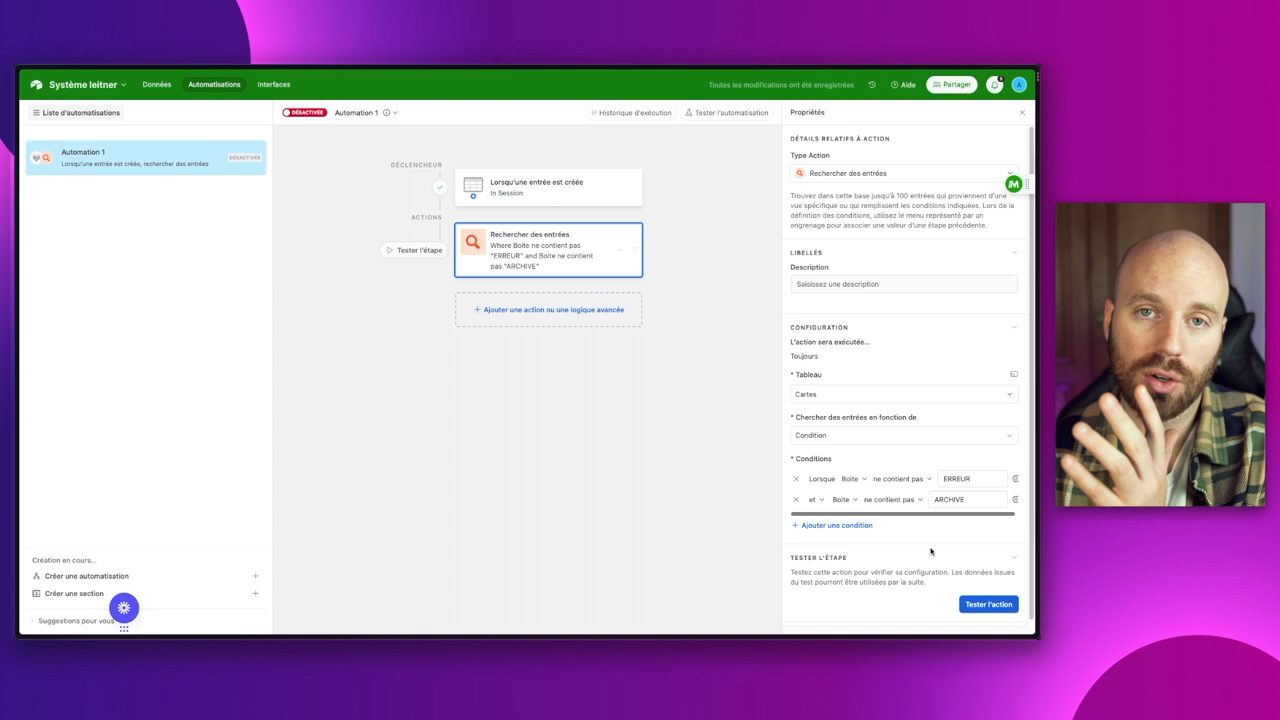 Système leitner
Données
Automatisations
Interfaces
Toutes les modifications ont été enregistrées
Aide
Partager
A
Liste d'automatisations
DÉSACTIVÉE
Automation 1
Historique d'exécution
Tester l'automatisation
Propriétés
Automation 1
Lorsqu'une entrée est créée, rechercher des entrées
DÉSACTIVÉE
DÉCLENCHEUR
Lorsqu'une entrée est créée
In Session
ACTIONS
Tester l'étape
Rechercher des entrées
Where Boite ne contient pas
"ERREUR" and Boite ne contient
pas "ARCHIVE"
+ Ajouter une action ou une logique avancée
DÉTAILS RELATIFS À ACTION
Type Action
Rechercher des entrées
Trouvez dans cette base jusqu'à 100 entrées qui proviennent d'une
vue spécifique ou qui remplissent les conditions indiquées. Lors de la
définition des conditions, utilisez le menu représenté par un
engrenage pour associer une valeur d'une étape précédente.
LIBELLÉS
Description
Saisissez une description
CONFIGURATION
L'action sera exécutée...
Toujours
* Tableau
Cartes
* Chercher des entrées en fonction de
Condition
* Conditions
Lorsque Boite ne contient pas ERREUR
et Boite ne contient pas ARCHIVE
+ Ajouter une condition
TESTER L'ÉTAPE
Testez cette action pour vérifier sa configuration. Les données issues
du test pourront être utilisées par la suite.
Tester l'action
Création en cours...
Créer une automatisation
Créer une section
Suggestions pour vous